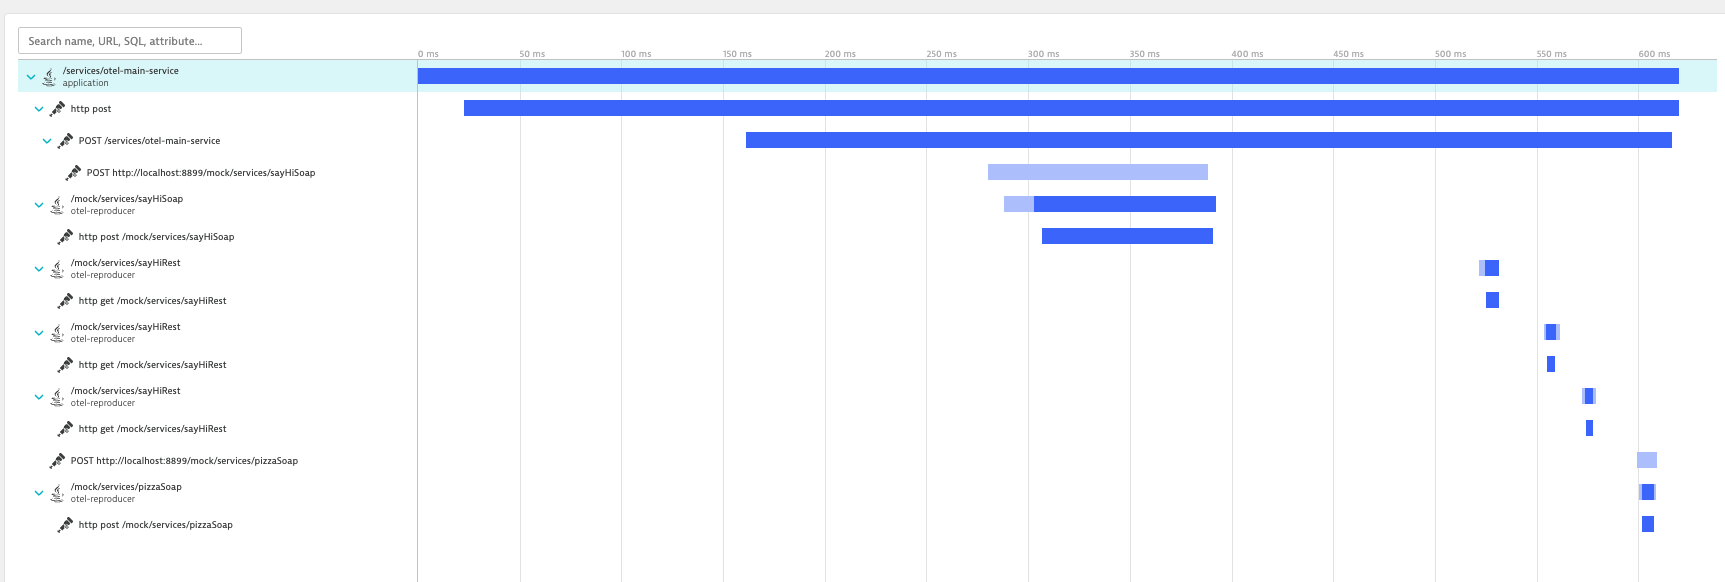 Search name, URL, SQL, attribute...
0 ms 50 ms 100 ms 150 ms 200 ms 250 ms 300 ms 350 ms 400 ms 450 ms 500 ms 550 ms 600 ms
/services/otel-main-service
application
http post
POST /services/otel-main-service
POST http://localhost:8899/mock/services/sayHiSoap
/mock/services/sayHiSoap
otel-reproducer
http post /mock/services/sayHiSoap
/mock/services/sayHiRest
otel-reproducer
http get /mock/services/sayHiRest
/mock/services/sayHiRest
otel-reproducer
http get /mock/services/sayHiRest
/mock/services/sayHiRest
otel-reproducer
http get /mock/services/sayHiRest
POST http://localhost:8899/mock/services/pizzaSoap
/mock/services/pizzaSoap
otel-reproducer
http post /mock/services/pizzaSoap